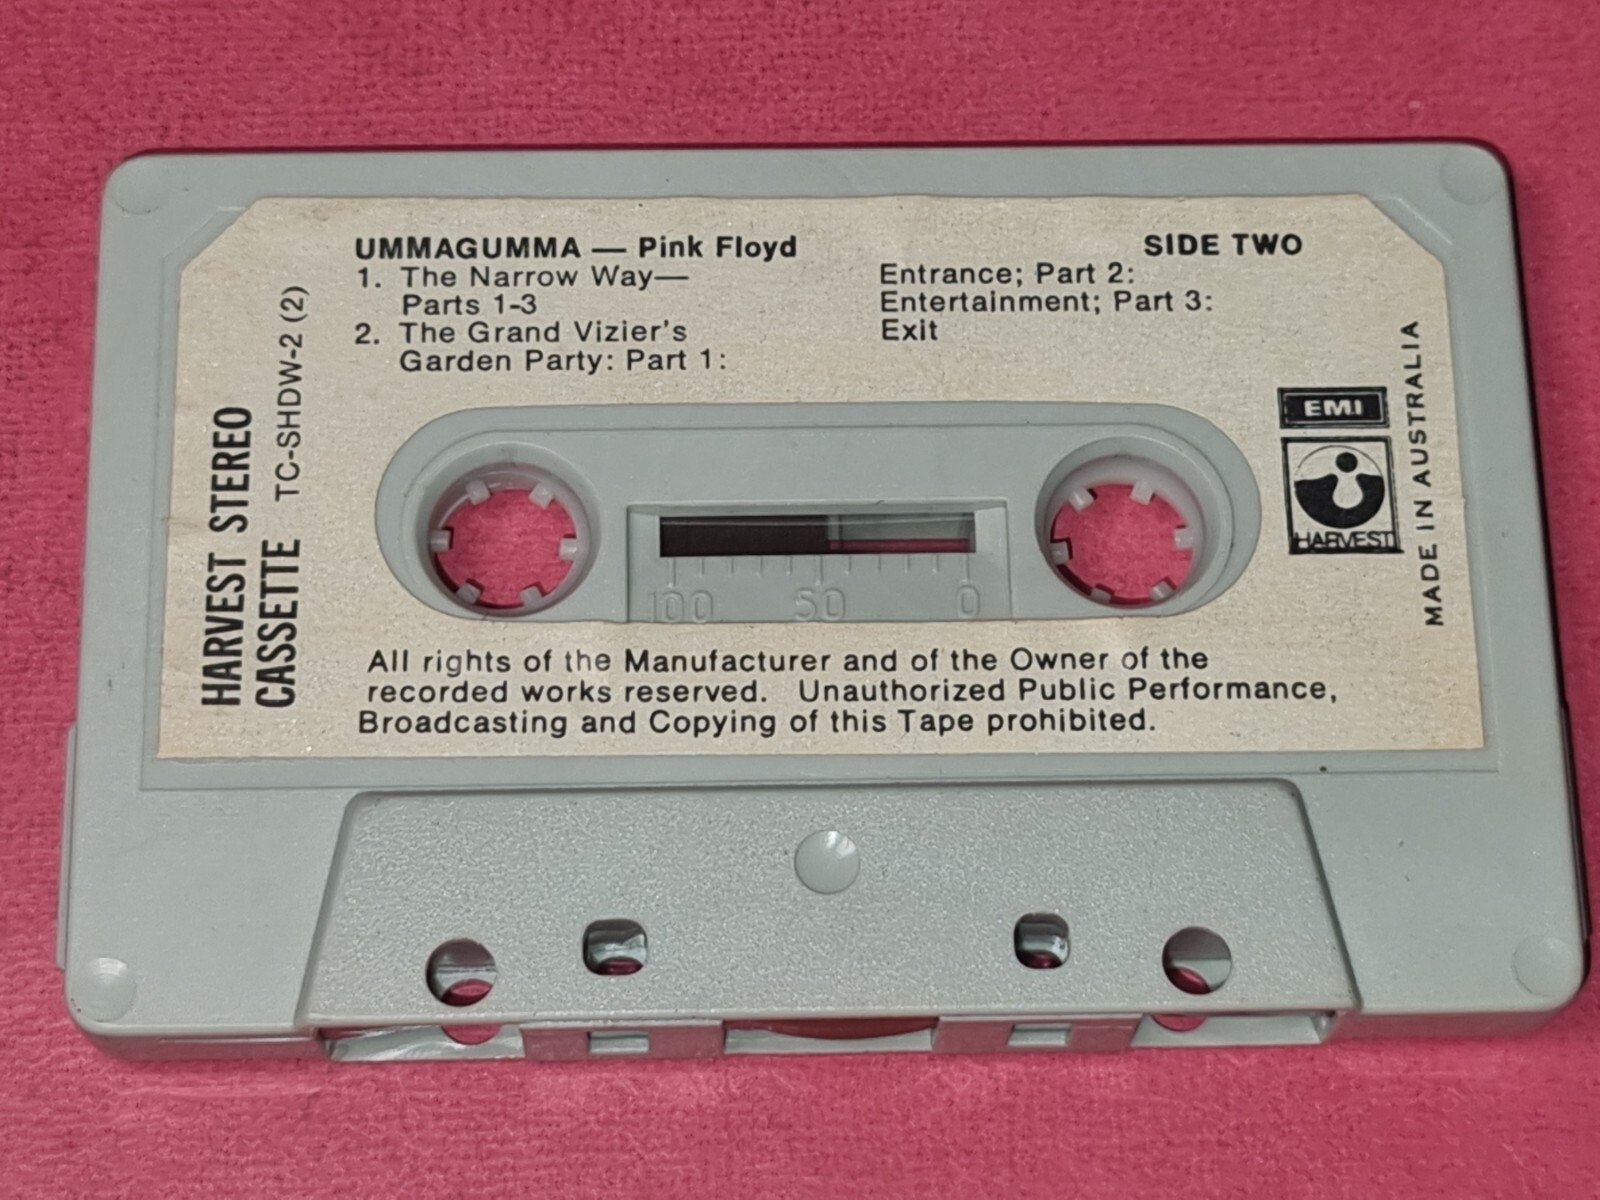 UMMAGUMMA — Pink Floyd
SIDE TWO
1. The Narrow Way—
Parts 1-3
2. The Grand Vizier's
Garden Party: Part 1:
Entrance; Part 2:
Entertainment; Part 3:
Exit
HARVEST STEREO
CASSETTE TC-SHDW-2 (2)
EMI
HARVEST
MADE IN AUSTRALIA
100 50 0
All rights of the Manufacturer and of the Owner of the
recorded works reserved. Unauthorized Public Performance,
Broadcasting and Copying of this Tape prohibited.